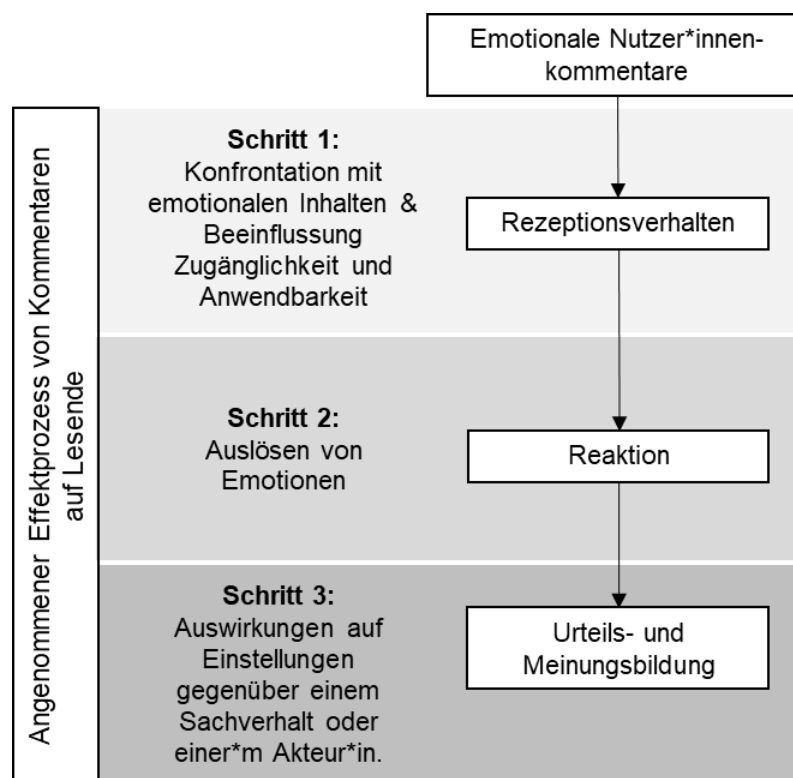 Emotionale Nutzer*innen-
kommentare
Angenommener Effektprozess von Kommentaren
auf Lesende
Schritt 1:
Konfrontation mit
emotionalen Inhalten &
Beeinflussung
Zugänglichkeit und
Anwendbarkeit
Rezeptionsverhalten
Schritt 2:
Auslösen von
Emotionen
Reaktion
Schritt 3:
Auswirkungen auf
Einstellungen
gegenüber einem
Sachverhalt oder
einer*m Akteur*in.
Urteils- und
Meinungsbildung